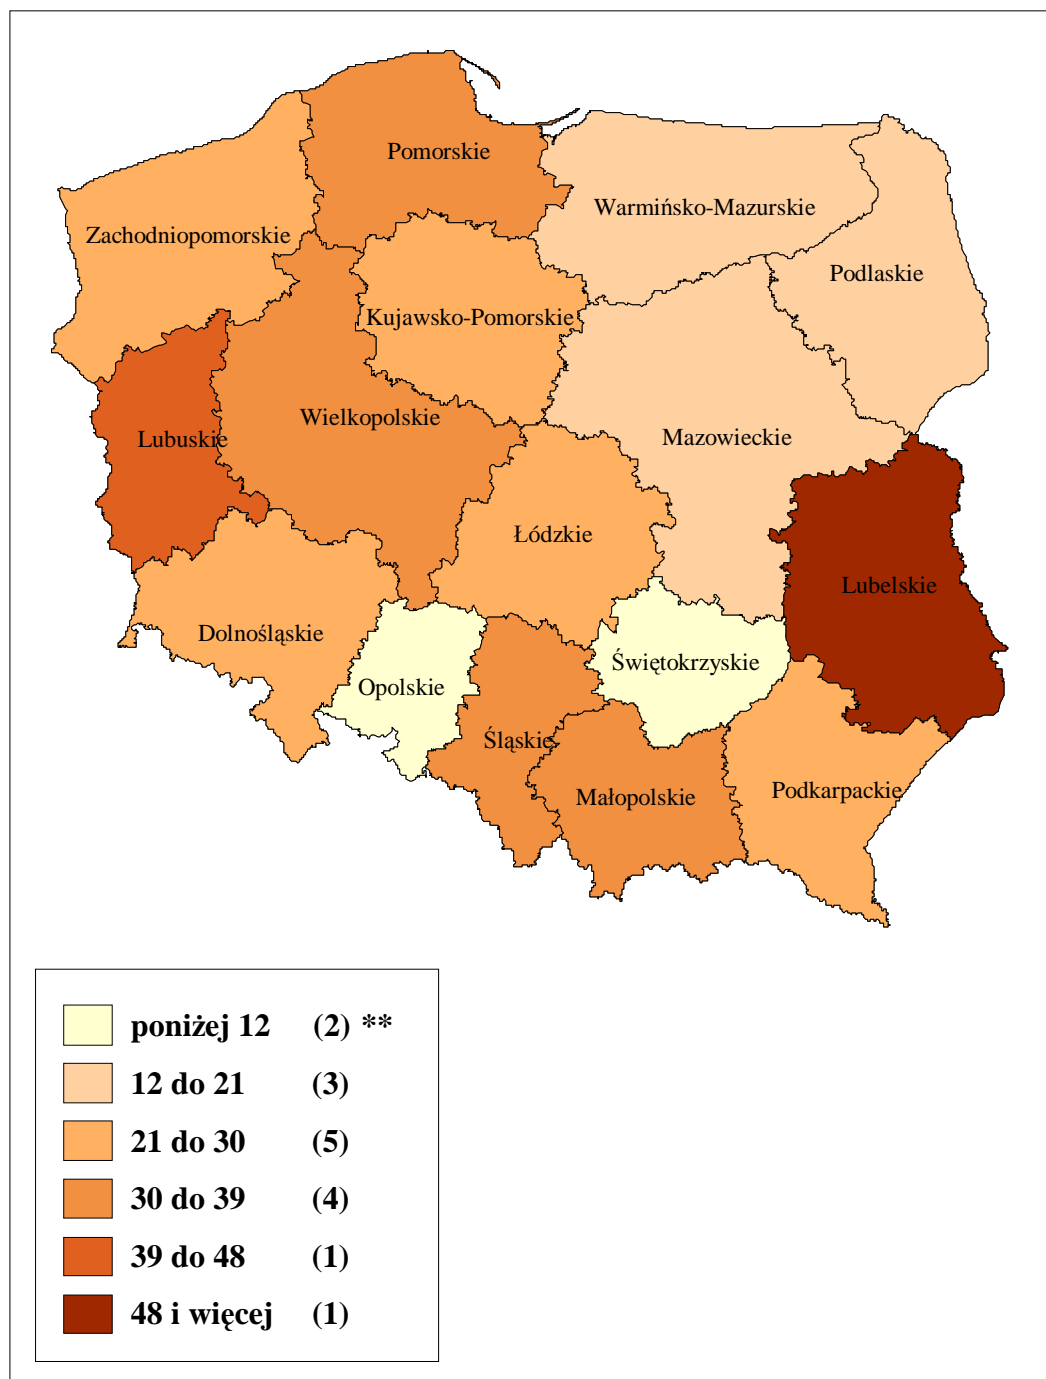 Pomorskie
Warmińsko-Mazurskie
Zachodniopomorskie
Podlaskie
Kujawsko-Pomorskie
Wielkopolskie
Lubuskie
Mazowieckie
Łódzkie
Lubelskie
Dolnośląskie
Świętokrzyskie
Opolskie
Śląskie
Podkarpackie
Małopolskie
poniżej 12 (2) **
12 do 21 (3)
21 do 30 (5)
30 do 39 (4)
39 do 48 (1)
48 i więcej (1)